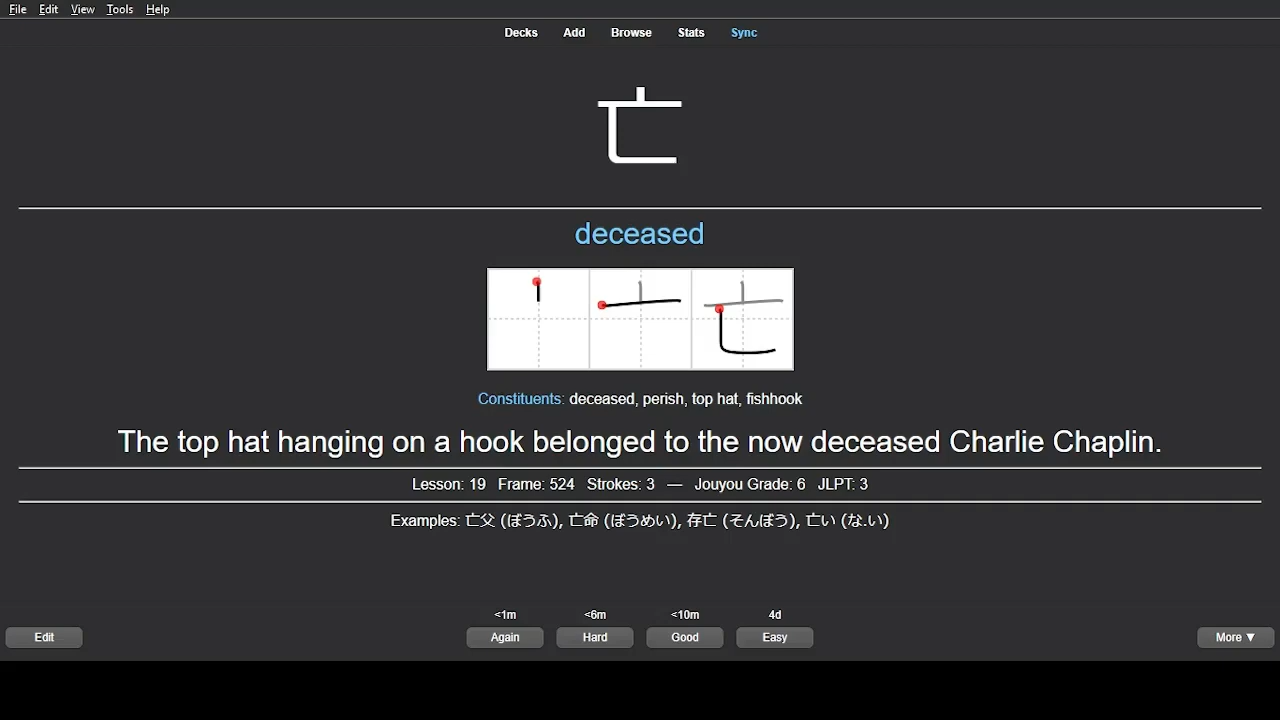 File Edit View Tools Help
Decks Add Browse Stats Sync
亡
deceased
Constituents: deceased, perish, top hat, fishhook
The top hat hanging on a hook belonged to the now deceased Charlie Chaplin.
Lesson: 19 Frame: 524 Strokes: 3 — Jouyou Grade: 6 JLPT: 3
Examples: 亡父 (ぼうふ), 亡命 (ぼうめい), 存亡 (そんぼう), 亡い (な.い)
<1m <6m <10m 4d
Edit Again Hard Good Easy More ▼